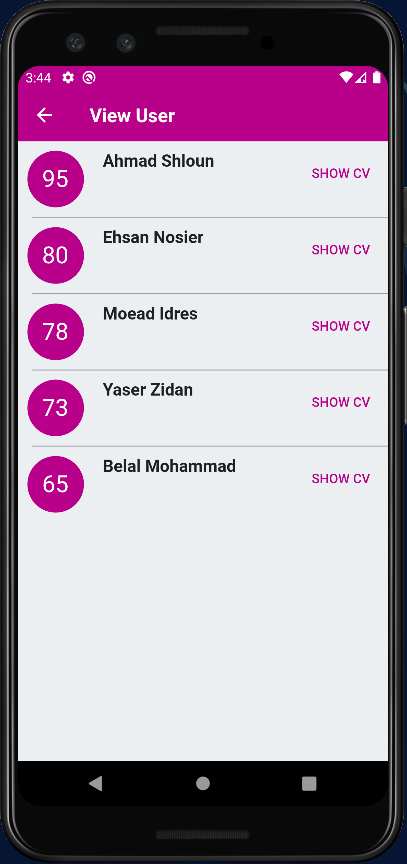 3:44
View User
95 Ahmad Shloun SHOW CV
80 Ehsan Nosier SHOW CV
78 Moead Idres SHOW CV
73 Yaser Zidan SHOW CV
65 Belal Mohammad SHOW CV